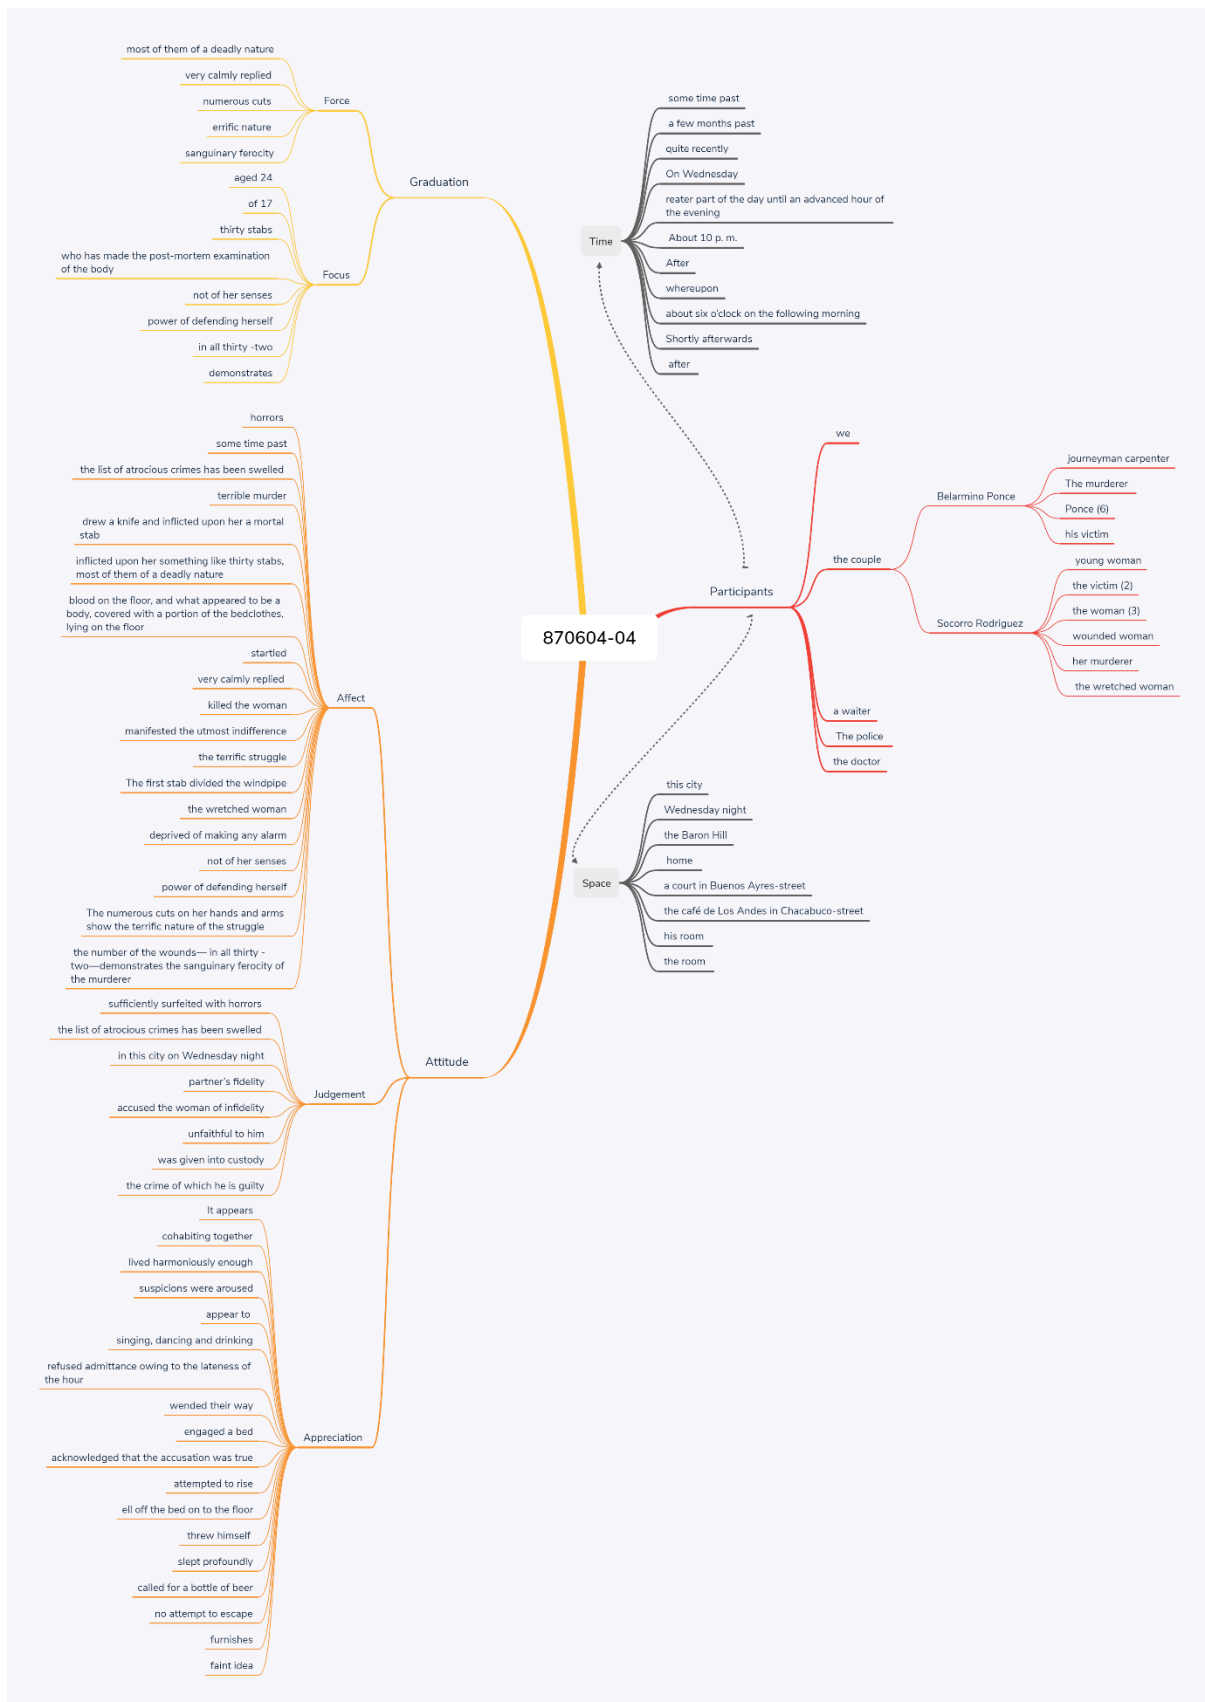 most of them of a deadly nature
very calmly replied
numerous cuts
errific nature
sanguinary ferocity
Force
aged 24
of 17
thirty stabs
who has made the post-mortem examination
of the body
not of her senses
power of defending herself
in all thirty -two
demonstrates
Focus
Graduation
horrors
some time past
the list of atrocious crimes has been swelled
terrible murder
drew a knife and inflicted upon her a mortal
stab
inflicted upon her something like thirty stabs,
most of them of a deadly nature
blood on the floor, and what appeared to be a
body, covered with a portion of the bedclothes,
lying on the floor
startled
very calmly replied
killed the woman
manifested the utmost indifference
the terrific struggle
The first stab divided the windpipe
the wretched woman
deprived of making any alarm
not of her senses
power of defending herself
The numerous cuts on her hands and arms
show the terrific nature of the struggle
the number of the wounds— in all thirty -
two—demonstrates the sanguinary ferocity of
the murderer
Affect
sufficiently surfeited with horrors
the list of atrocious crimes has been swelled
in this city on Wednesday night
partner's fidelity
accused the woman of infidelity
unfaithful to him
was given into custody
the crime of which he is guilty
Judgement
It appears
cohabiting together
lived harmoniously enough
suspicions were aroused
appear to
singing, dancing and drinking
refused admittance owing to the lateness of
the hour
wended their way
engaged a bed
acknowledged that the accusation was true
attempted to rise
ell off the bed on to the floor
threw himself
slept profoundly
called for a bottle of beer
no attempt to escape
furnishes
faint idea
Appreciation
Attitude
870604-04
Time
some time past
a few months past
quite recently
On Wednesday
reater part of the day until an advanced hour of
the evening
About 10 p. m.
After
whereupon
about six o'clock on the following morning
Shortly afterwards
after
Participants
we
the couple
Belarmino Ponce
journeyman carpenter
The murderer
Ponce (6)
his victim
Socorro Rodriguez
young woman
the victim (2)
the woman (3)
wounded woman
her murderer
the wretched woman
a waiter
The police
the doctor
Space
this city
Wednesday night
the Baron Hill
home
a court in Buenos Ayres-street
the café de Los Andes in Chacabuco-street
his room
the room